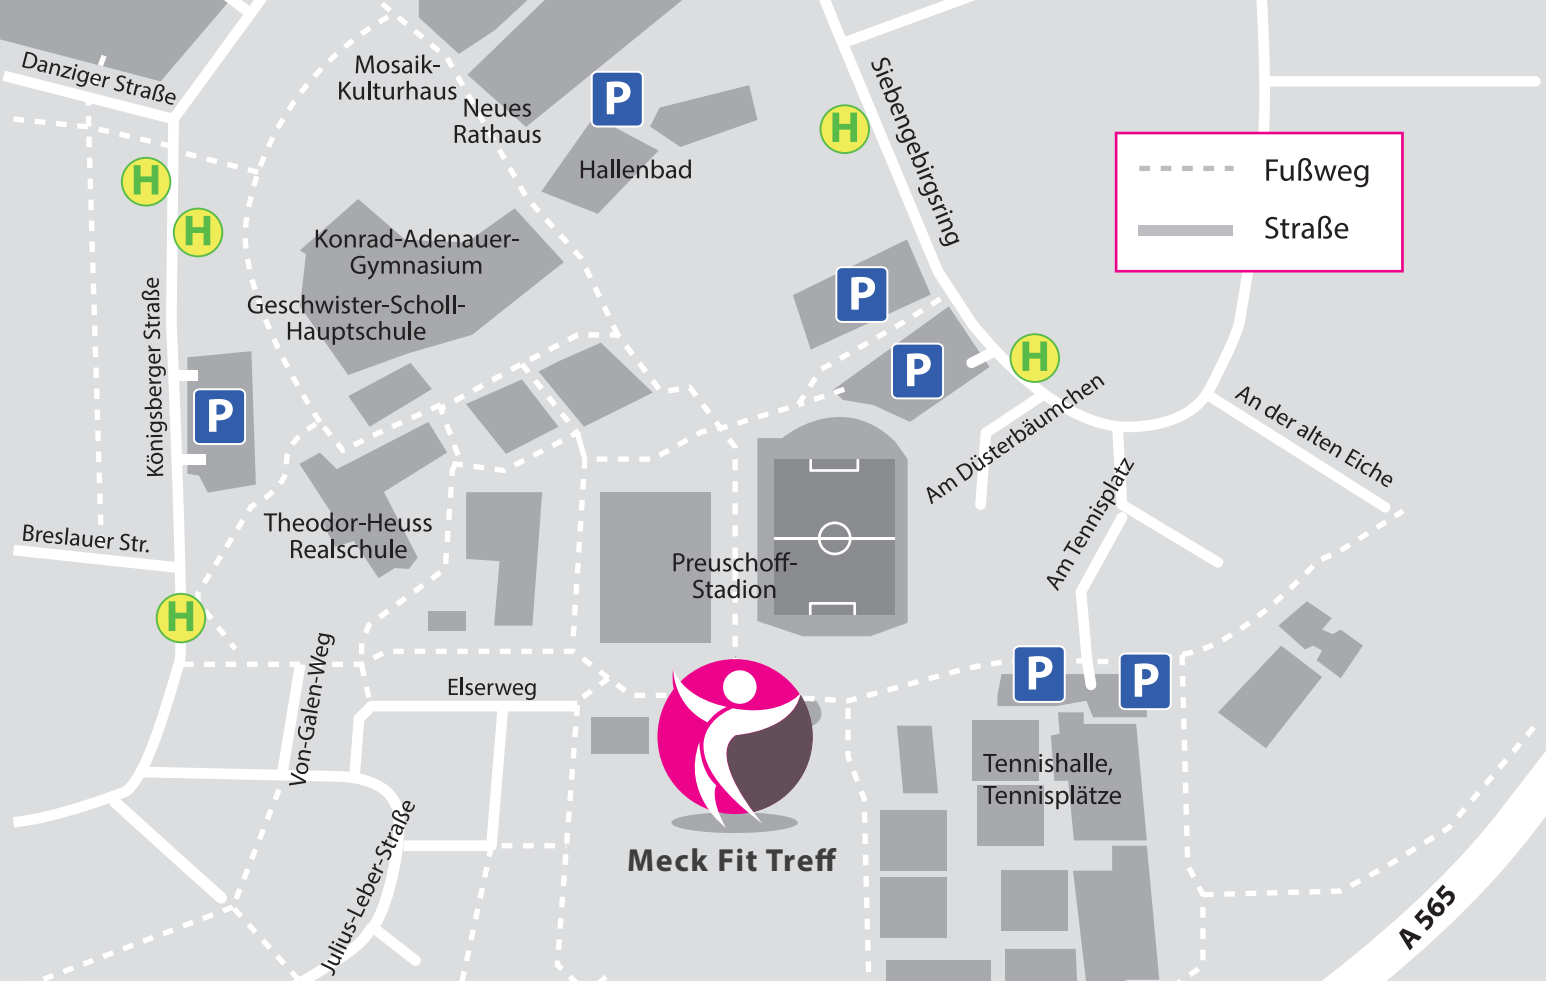 Danziger Straße
Mosaik-
Kulturhaus
Neues
Rathaus
P
Hallenbad
H
Siebengebirgsring
Fußweg
Straße
H
H
Konrad-Adenauer-
Gymnasium
Geschwister-Scholl-
Hauptschule
Königsberger Straße
P
P
P
H
Am Düsterbäumchen
An der alten Eiche
Am Tennisplatz
Breslauer Str.
Theodor-Heuss
Realschule
Preuschoff-
Stadion
H
Von-Galen-Weg
Elserweg
P
P
Tennishalle,
Tennisplätze
Julius-Leber-Straße
Meck Fit Treff
A 565